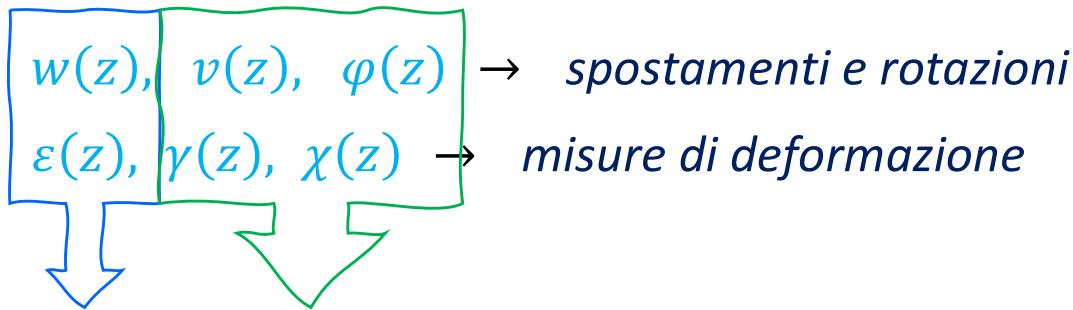 w(z), v(z), φ(z) → spostamenti e rotazioni
ε(z), γ(z), χ(z) → misure di deformazione